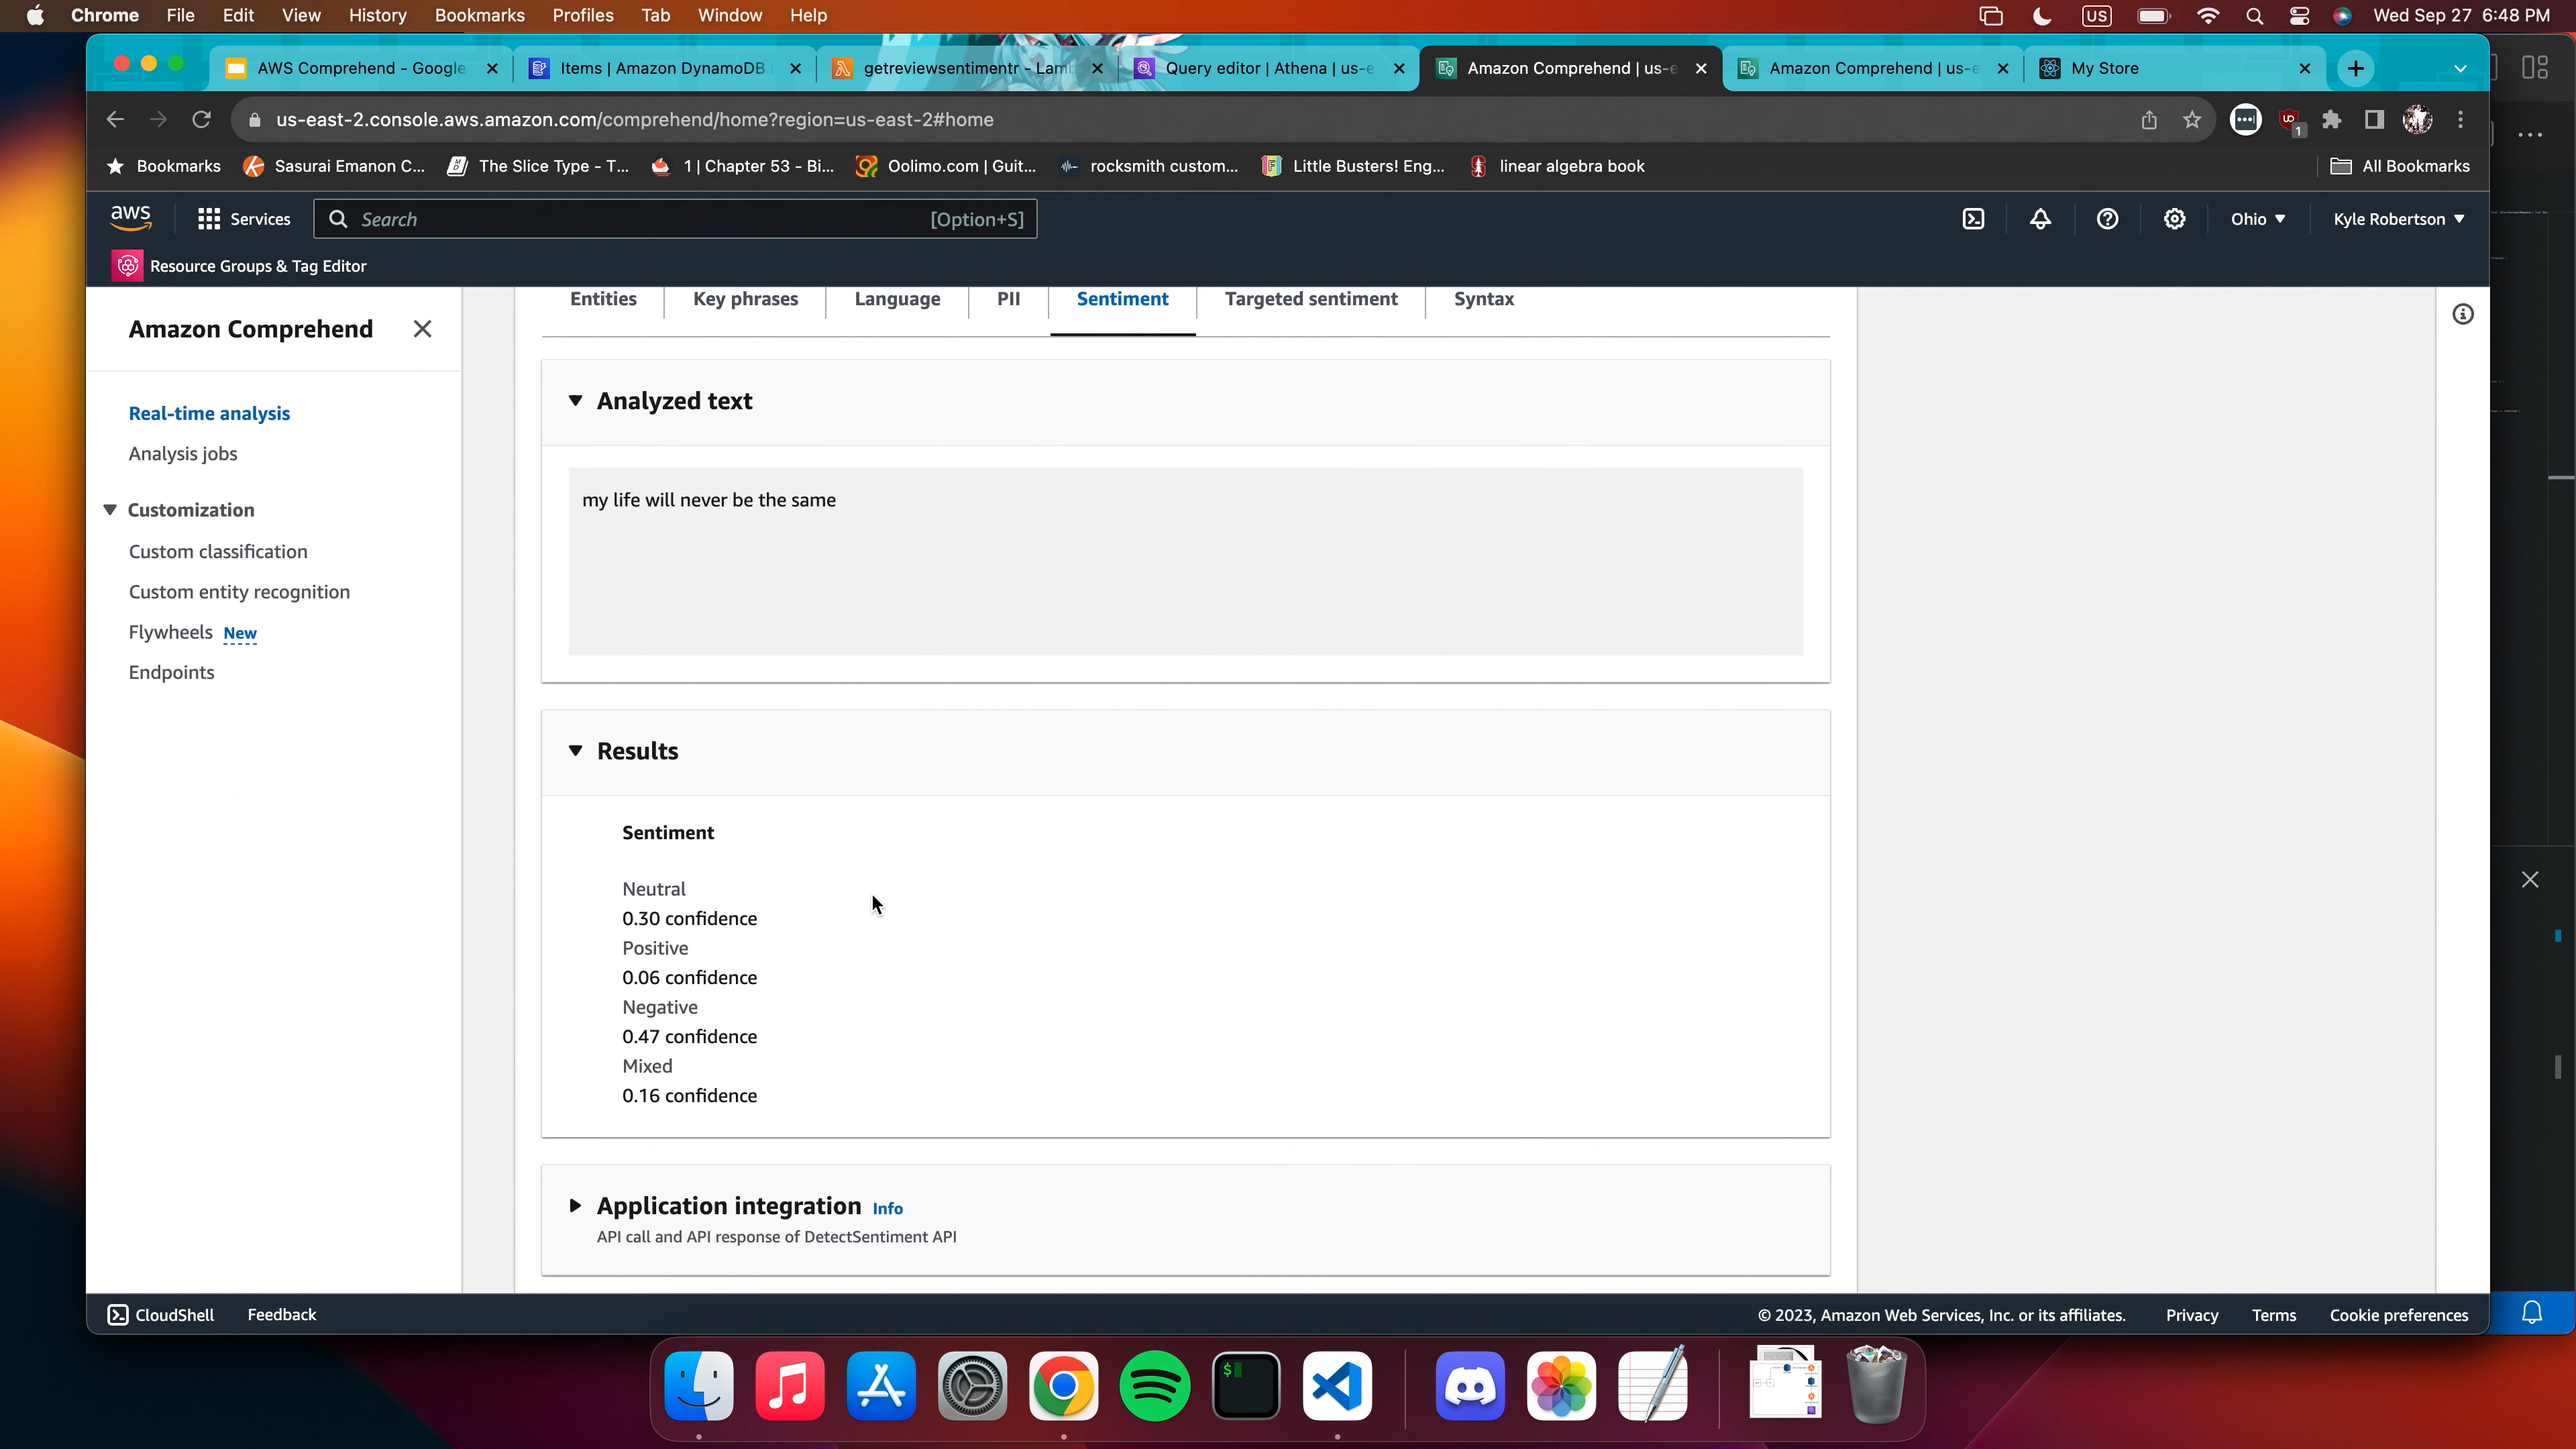 Chrome File Edit View History Bookmarks Profiles Tab Window Help US Wed Sep 27 6:48 PM
AWS Comprehend - Google Items | Amazon DynamoDB getreviewsentimentr - Lam Query editor | Athena | us-e Amazon Comprehend | us-e Amazon Comprehend | us-e My Store
us-east-2.console.aws.amazon.com/comprehend/home?region=us-east-2#home 1
Bookmarks Sasurai Emanon C... The Slice Type - T... 1 | Chapter 53 - Bi... Oolimo.com | Guit... rocksmith custom... Little Busters! Eng... linear algebra book All Bookmarks
aws Services Search [Option+S] Ohio Kyle Robertson
Resource Groups & Tag Editor
Amazon Comprehend
Real-time analysis
Analysis jobs
Customization
Custom classification
Custom entity recognition
Flywheels New
Endpoints
Entities Key phrases Language PII Sentiment Targeted sentiment Syntax
Analyzed text
my life will never be the same
Results
Sentiment
Neutral
0.30 confidence
Positive
0.06 confidence
Negative
0.47 confidence
Mixed
0.16 confidence
Application integration Info
API call and API response of DetectSentiment API
CloudShell Feedback © 2023, Amazon Web Services, Inc. or its affiliates. Privacy Terms Cookie preferences